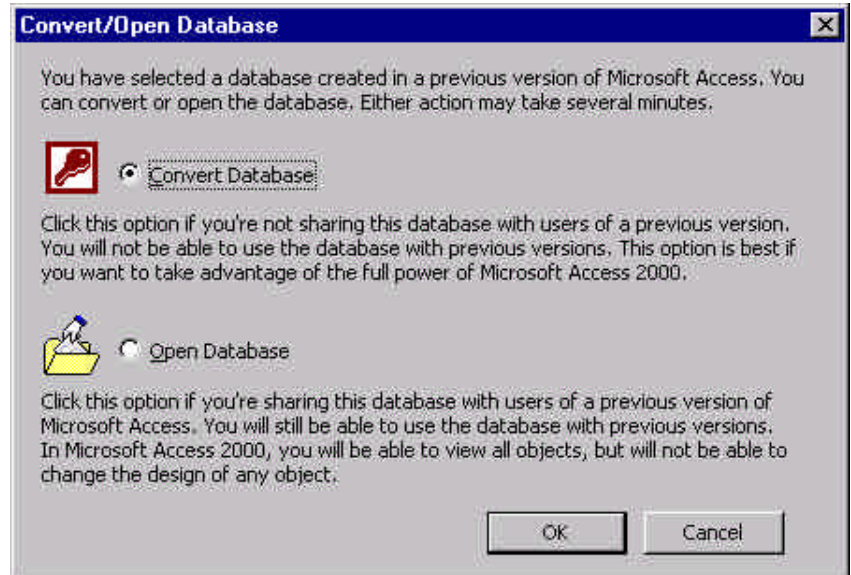 Convert/Open Database
You have selected a database created in a previous version of Microsoft Access. You
can convert or open the database. Either action may take several minutes.
Convert Database
Click this option if you're not sharing this database with users of a previous version.
You will not be able to use the database with previous versions. This option is best if
you want to take advantage of the full power of Microsoft Access 2000.
Open Database
Click this option if you're sharing this database with users of a previous version of
Microsoft Access. You will still be able to use the database with previous versions.
In Microsoft Access 2000, you will be able to view all objects, but will not be able to
change the design of any object.
OK
Cancel